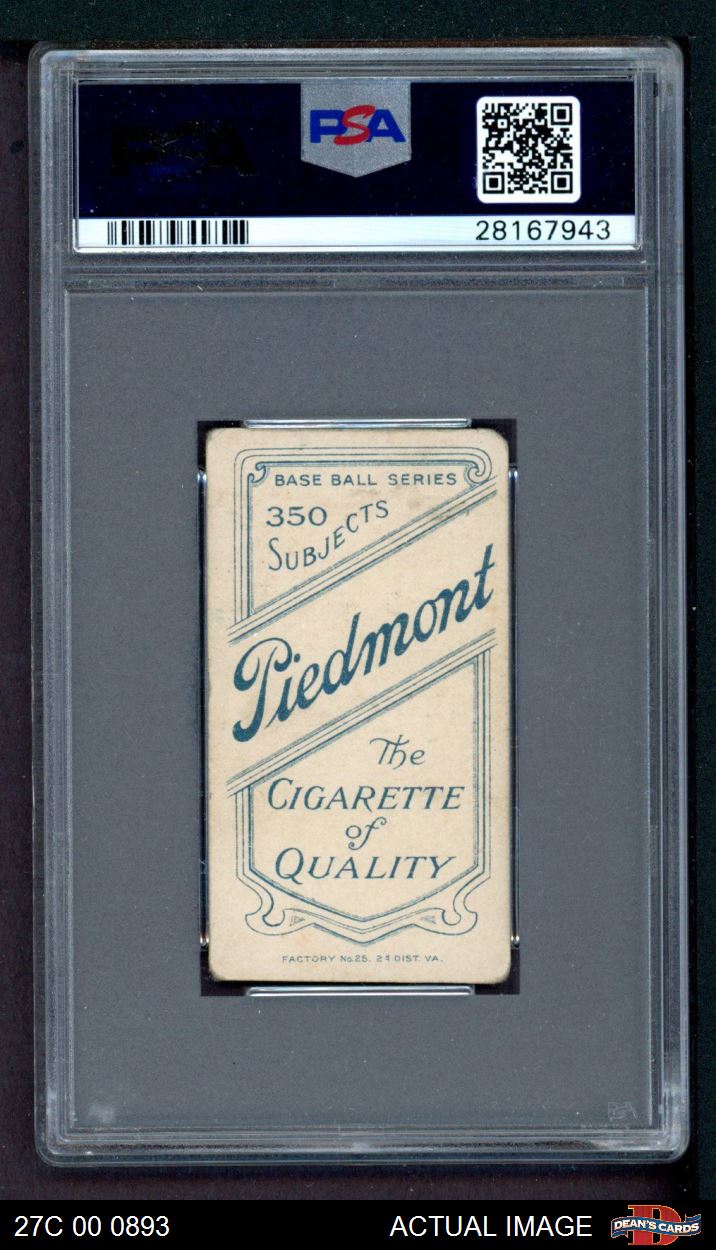 PSA
28167943
BASE BALL SERIES
350
SUBJECTS
Piedmont
The
CIGARETTE
of
QUALITY
FACTORY No.25. 2d DIST. VA.
27C 00 0893
ACTUAL IMAGE
DEAN'S CARDS